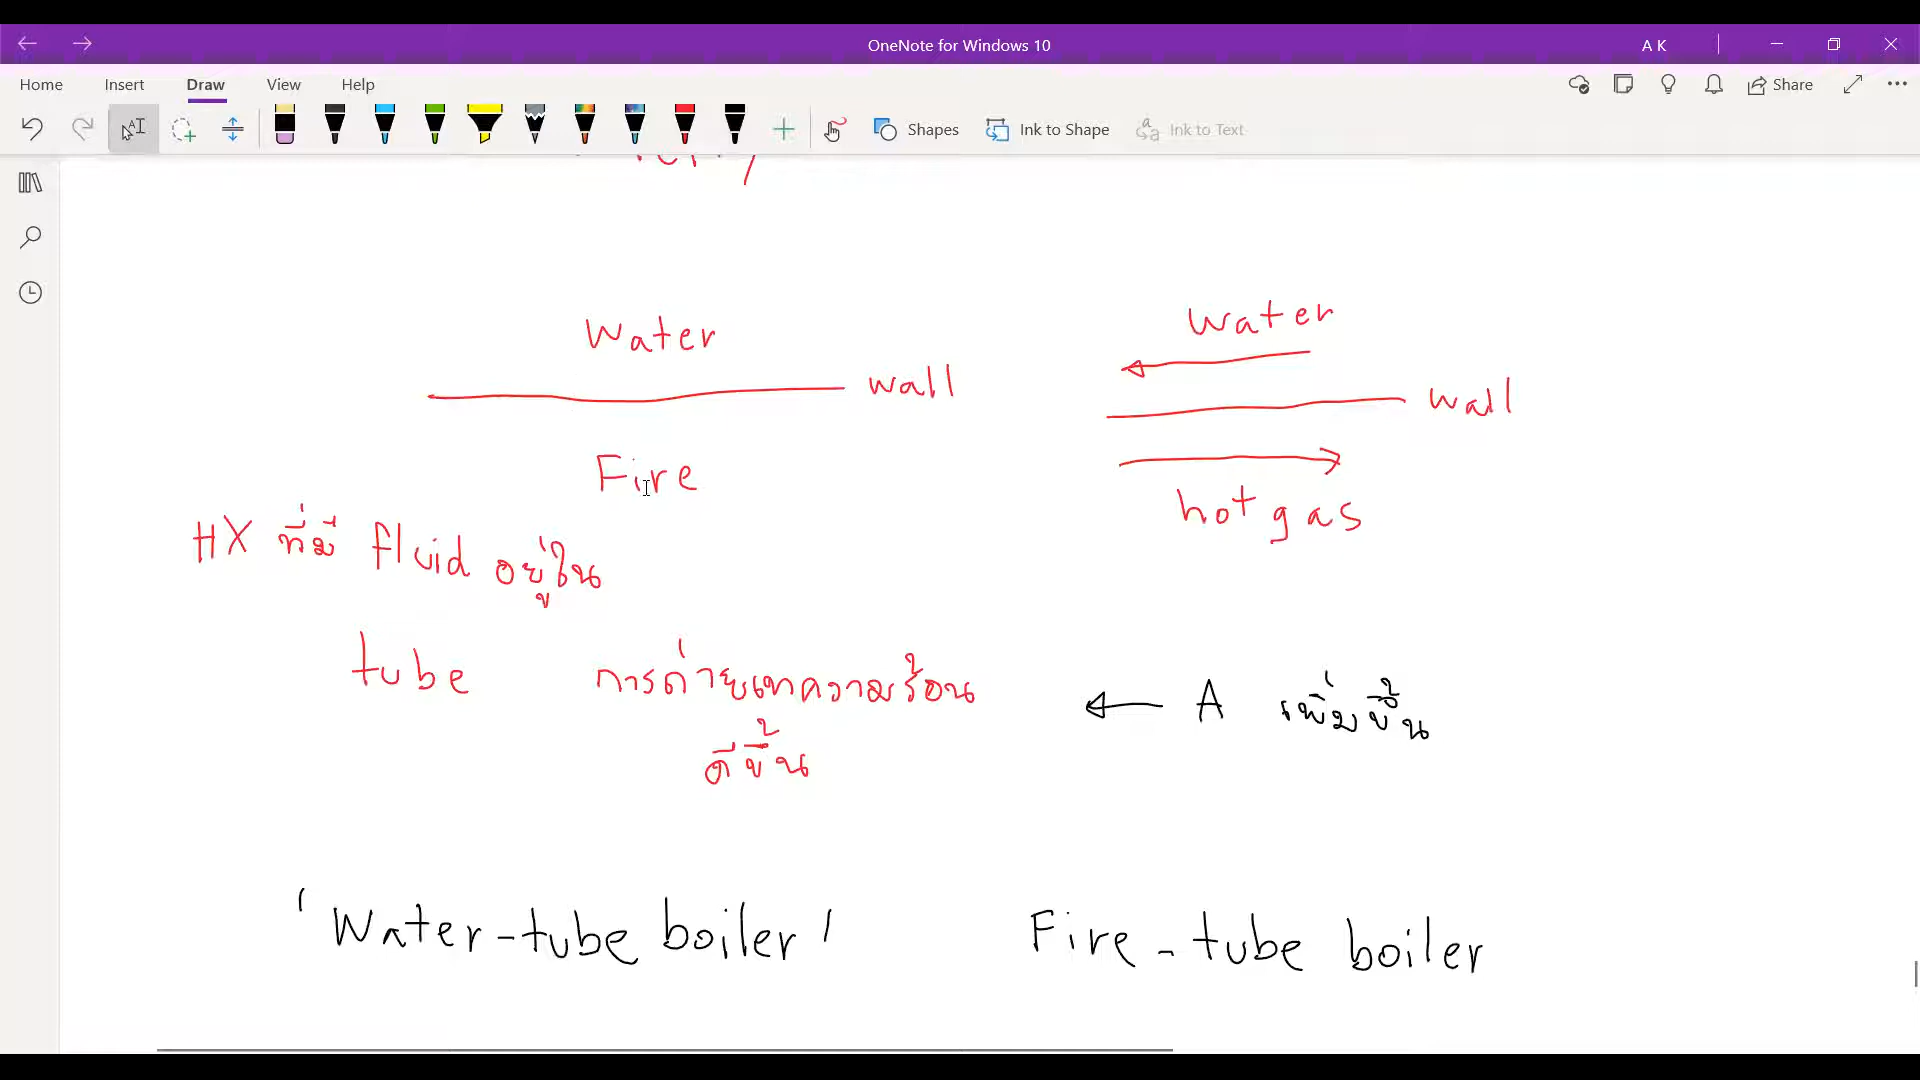 OneNote for Windows 10
A K
Home Insert Draw View Help
Share
Shapes Ink to Shape Ink to Text
Water
wall
Fire
Water
wall
hot gas
HX ที่มี fluid อยู่ใน
tube
การถ่ายเทความร้อน
ดีขึ้น
A เพิ่มขึ้น
'Water-tube boiler'
Fire-tube boiler